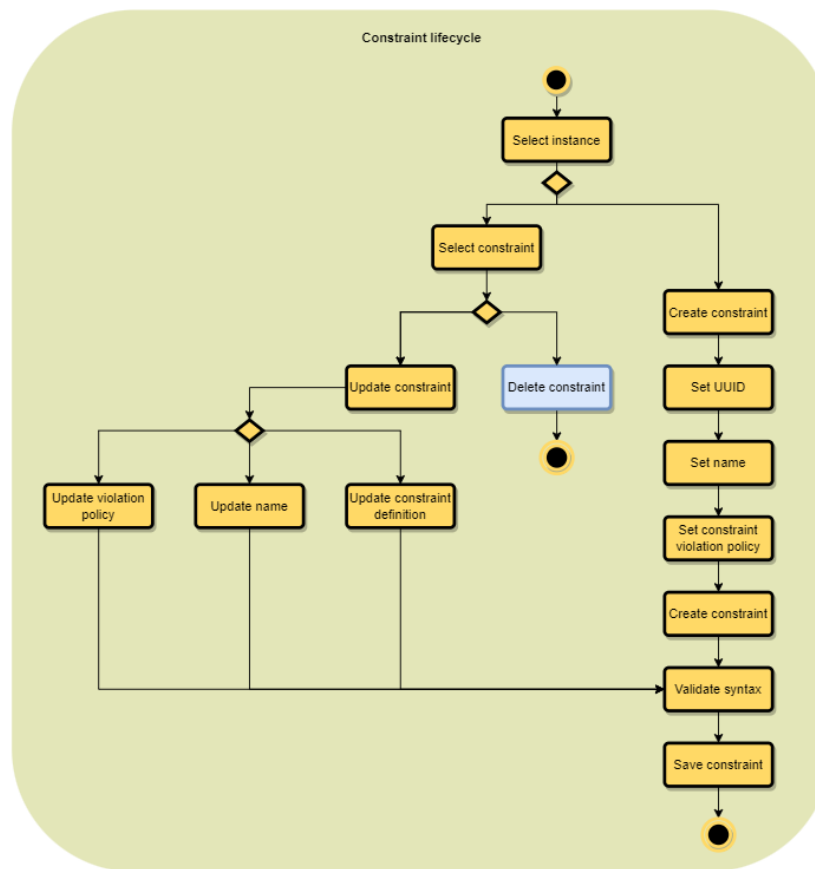 Constraint lifecycle
Select instance
Select constraint
Create constraint
Update constraint
Delete constraint
Set UUID
Set name
Update violation
policy
Update name
Update constraint
definition
Set constraint
violation policy
Create constraint
Validate syntax
Save constraint